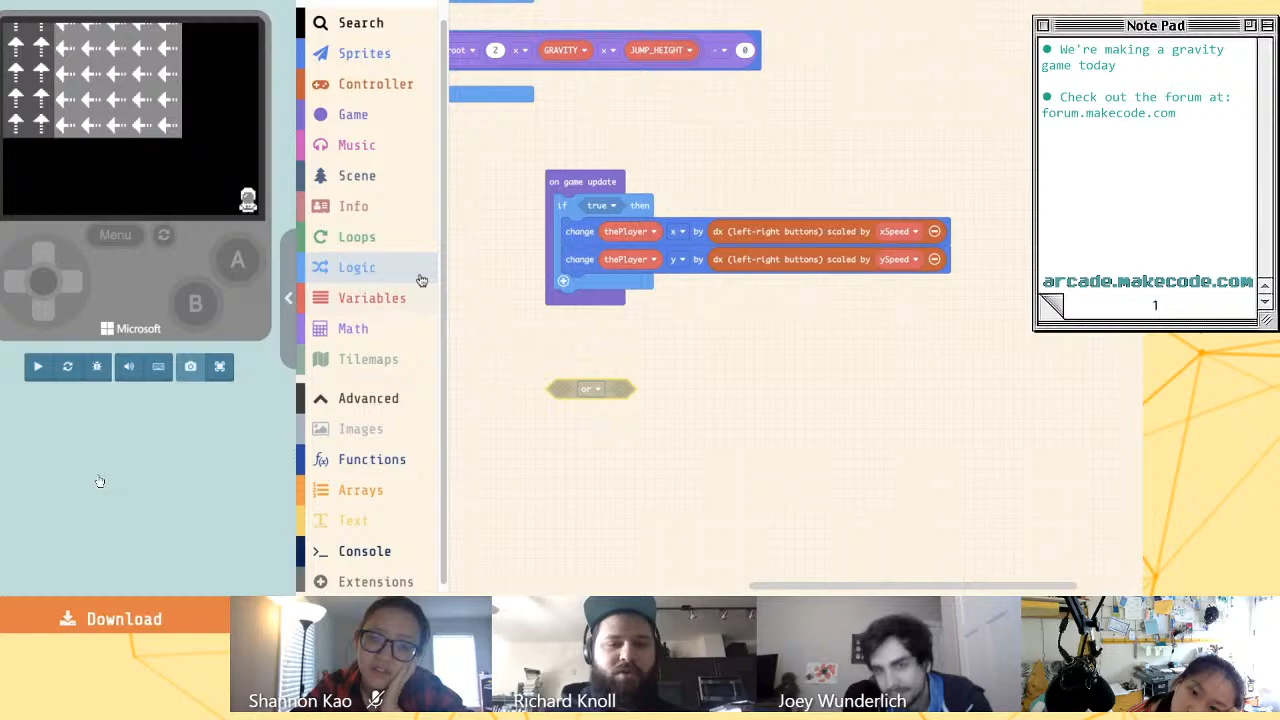 Search
Sprites
Controller
Game
Music
Scene
Info
Loops
Logic
Variables
Math
Tilemaps
Advanced
Images
Functions
Arrays
Text
Console
Extensions
Menu
A
B
Microsoft
Download
root 2 x GRAVITY x JUMP_HEIGHT - 0
on game update
if true then
change thePlayer x by dx (left-right buttons) scaled by xSpeed
change thePlayer y by dx (left-right buttons) scaled by ySpeed
or
Note Pad
We're making a gravity
game today
Check out the forum at:
forum.makecode.com
arcade.makecode.com
1
Shannon Kao
Richard Knoll
Joey Wunderlich